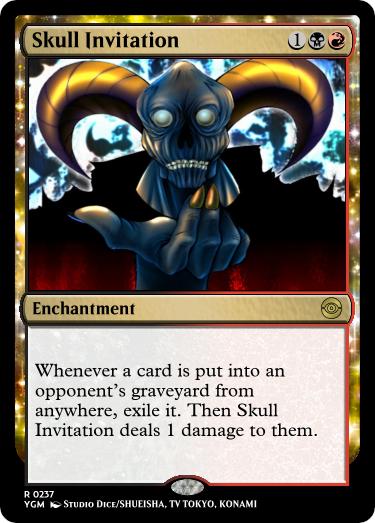 Skull Invitation 1
Enchantment
Whenever a card is put into an
opponent's graveyard from
anywhere, exile it. Then Skull
Invitation deals 1 damage to them.
R 0237
YGM Studio Dice/SHUEISHA, TV TOKYO, KONAMI